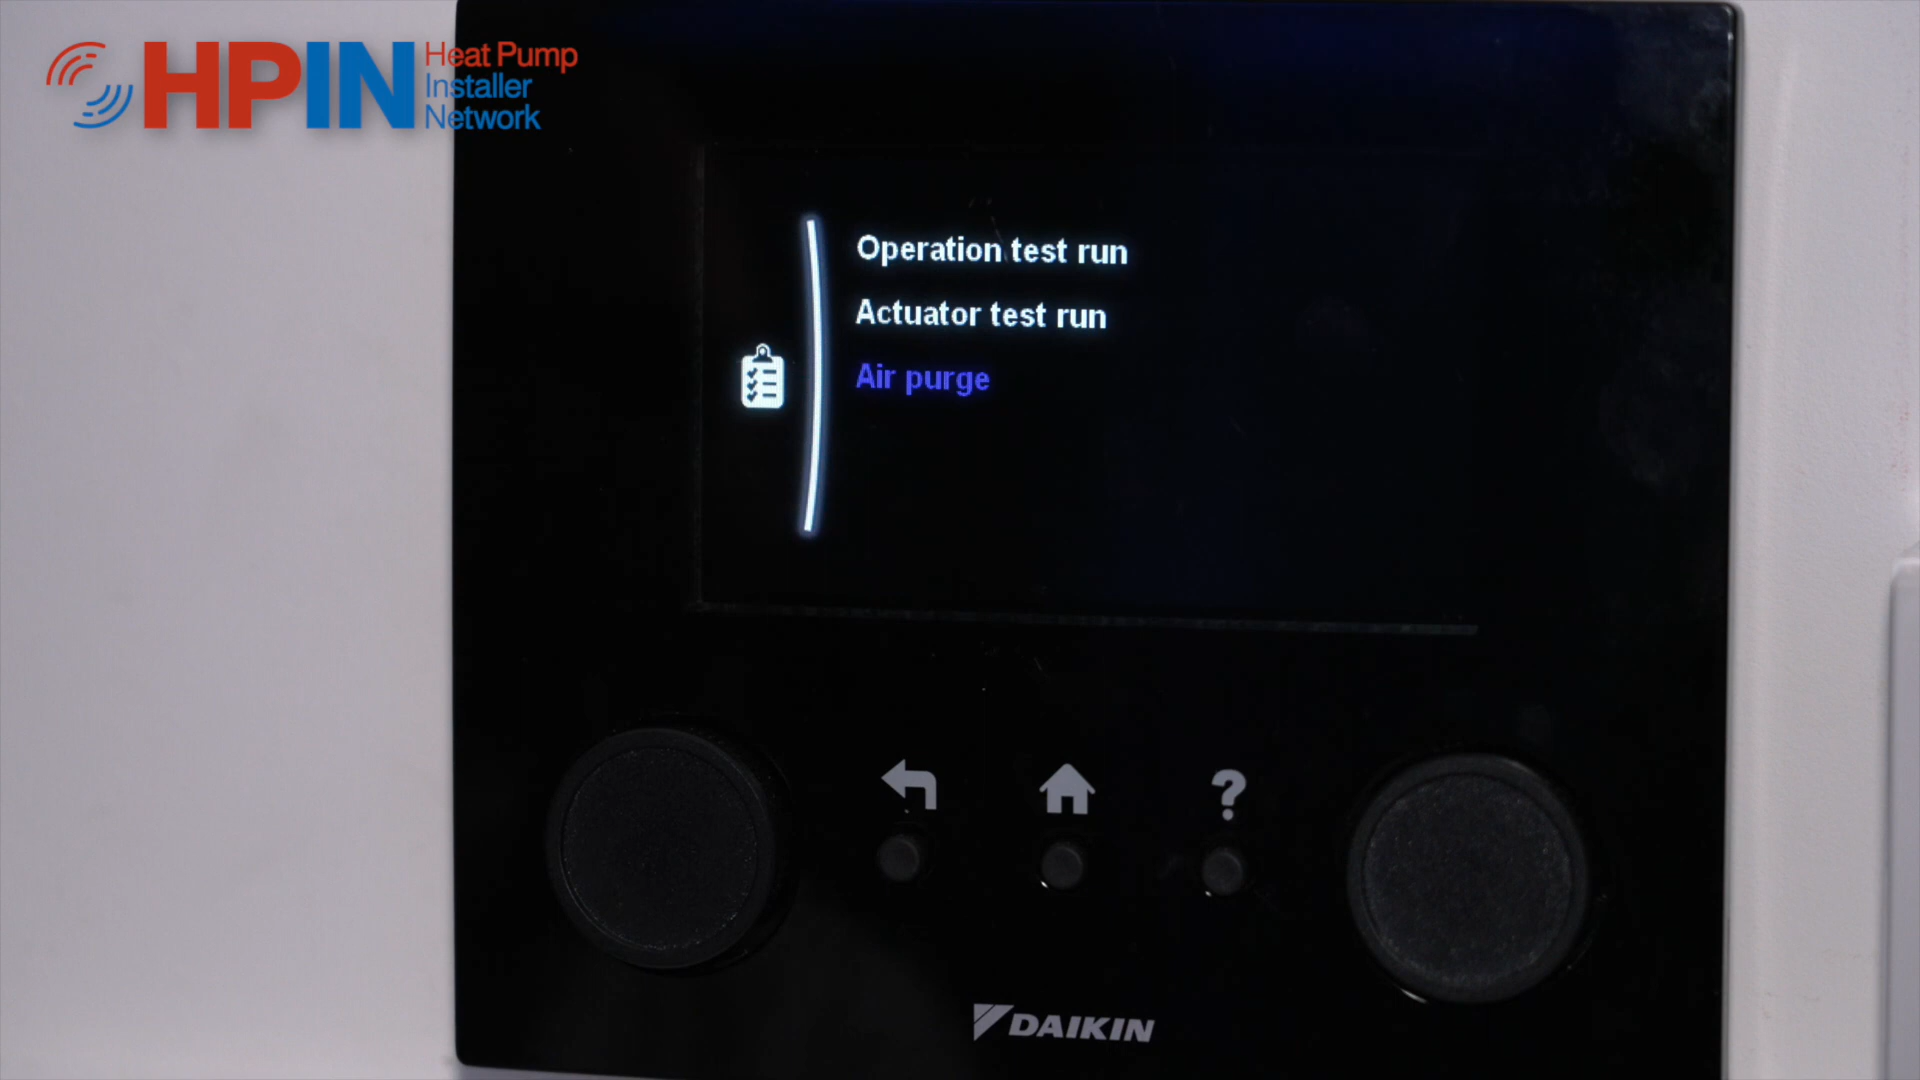 HPIN
Heat Pump
Installer
Network
Operation test run
Actuator test run
Air purge
?
DAIKIN